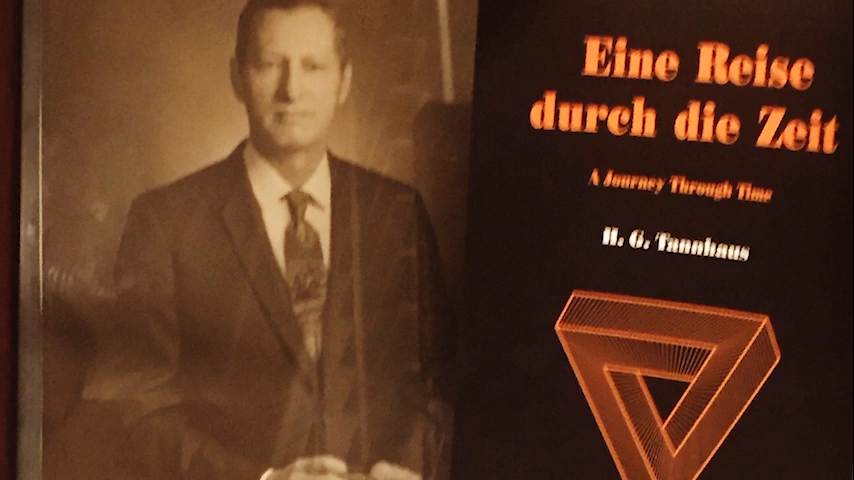 Eine Reise
durch die Zeit
A Journey Through Time
H. G. Tannhaus